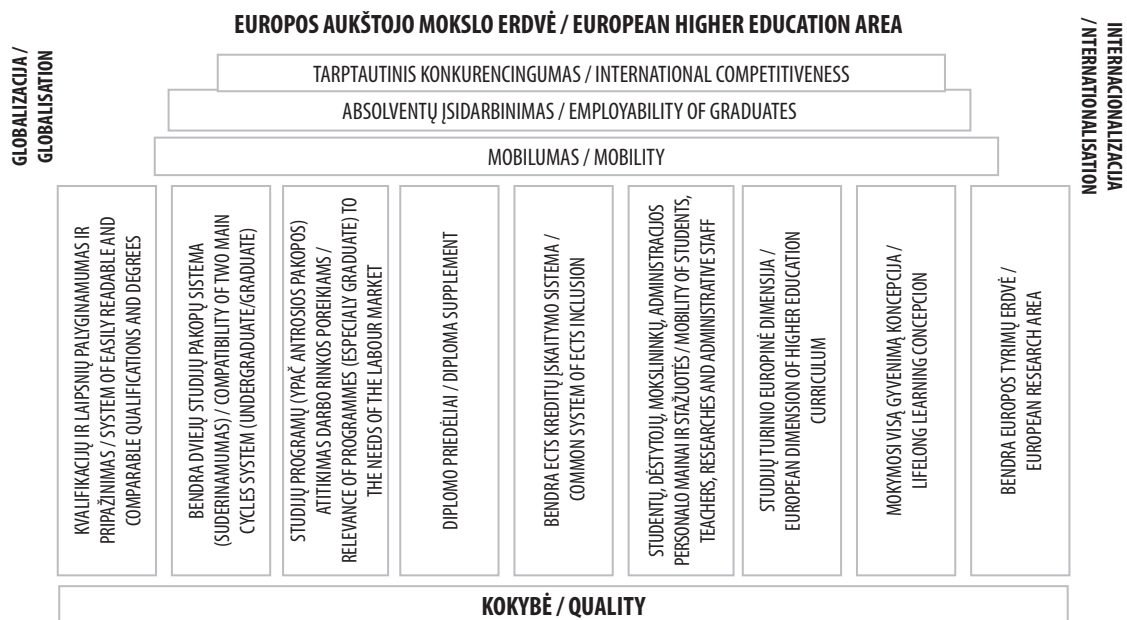 EUROPOS AUKŠTOJO MOKSLO ERDVĖ / EUROPEAN HIGHER EDUCATION AREA
GLOBALIZACIJA /
GLOBALISATION
TARPTAUTINIS KONKURENCINGUMAS / INTERNATIONAL COMPETITIVENESS
ABSOLVENTŲ ĮSIDARBINIMAS / EMPLOYABILITY OF GRADUATES
MOBILUMAS / MOBILITY
INTERNACIONALIZACIJA
/ NTERNATIONALISATION
KVALIFIKACIJŲ IR LAIPSNIŲ PALYGINAMUMAS IR
PRIPAŽINIMAS / SYSTEM OF EASILY READABLE AND
COMPARABLE QUALIFICATIONS AND DEGREES
BENDRA DVIEJŲ STUDIJŲ PAKOPŲ SISTEMA
(SUDERINAMUMAS) / COMPATIBILITY OF TWO MAIN
CYCLES SYSTEM (UNDERGRADUATE/GRADUATE)
STUDIJŲ PROGRAMŲ (YPAČ ANTROSIOS PAKOPOS)
ATITIKIMAS DARBO RINKOS POREIKIAMS /
RELEVANCE OF PROGRAMMES (ESPECIALY GRADUATE) TO
THE NEEDS OF THE LABOUR MARKET
DIPLOMO PRIEDĖLIAI / DIPLOMA SUPPLEMENT
BENDRA ECTS KREDITŲ ĮSKAITYMO SISTEMA /
COMMON SYSTEM OF ECTS INCLUSION
STUDENTŲ, DĖSTYTOJŲ, MOKSLININKŲ, ADMINISTRACIJOS
PERSONALO MAINAI IR STAŽUOTĖS / MOBILITY OF STUDENTS,
TEACHERS, RESEARCHES AND ADMINISTRATIVE STAFF
STUDIJŲ TURINIO EUROPINĖ DIMENSIJA /
EUROPEAN DIMENSION OF HIGHER EDUCATION
CURRICULUM
MOKYMOSI VISĄ GYVENIMĄ KONCEPCIJA /
LIFELONG LEARNING CONCEPCION
BENDRA EUROPOS TYRIMŲ ERDVĖ /
EUROPEAN RESEARCH AREA
KOKYBĖ / QUALITY